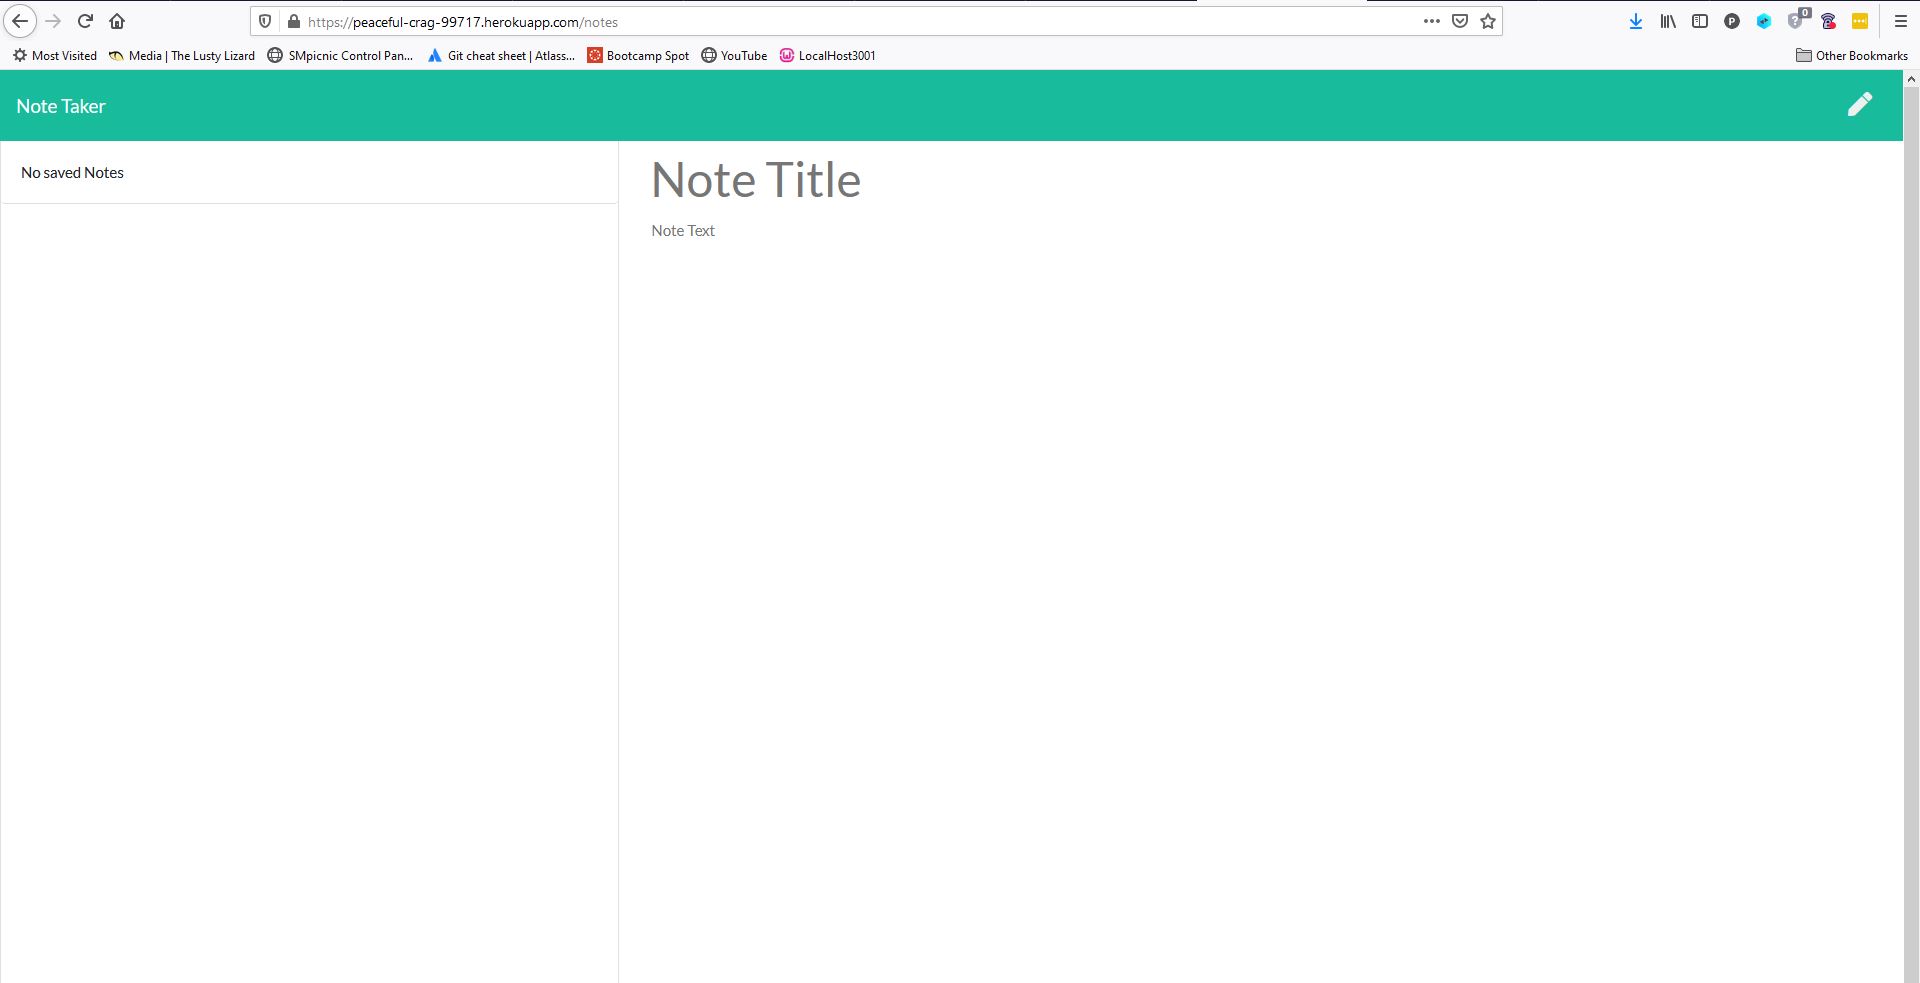 https://peaceful-crag-99717.herokuapp.com/notes
0
Most Visited Media | The Lusty Lizard SMpicnic Control Pan... Git cheat sheet | Atlass... Bootcamp Spot YouTube LocalHost3001 Other Bookmarks
Note Taker
No saved Notes
Note Title
Note Text